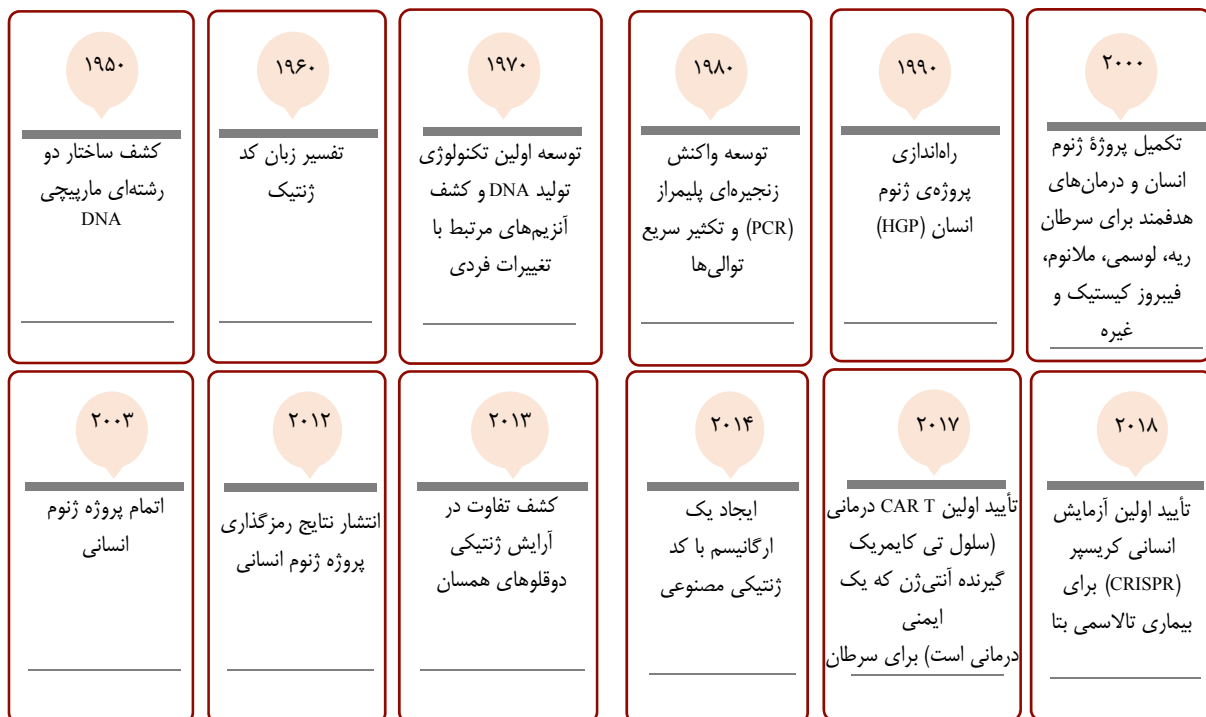 ۱۹۵۰
کشف ساختار دو
رشته‌ای مارپیچی
DNA
۱۹۶۰
تفسیر زبان کد
ژنتیک
۱۹۷۰
توسعه اولین تکنولوژی
تولید DNA و کشف
آنزیم‌های مرتبط با
تغییرات فردی
۱۹۸۰
توسعه واکنش
زنجیره‌ای پلیمراز
(PCR) و تکثیر سریع
توالی‌ها
۱۹۹۰
راه‌اندازی
پروژه‌ی ژنوم
انسان (HGP)
۲۰۰۰
تکمیل پروژۀ ژنوم
انسان و درمان‌های
هدفمند برای سرطان
ریه، لوسمی، ملانوم،
فیبروز کیستیک و
غیره
۲۰۰۳
اتمام پروژه ژنوم
انسانی
۲۰۱۲
انتشار نتایج رمزگذاری
پروژه ژنوم انسانی
۲۰۱۳
کشف تفاوت در
آرایش ژنتیکی
دوقلوهای همسان
۲۰۱۴
ایجاد یک
ارگانیسم با کد
ژنتیکی مصنوعی
۲۰۱۷
تأیید اولین CAR T درمانی
(سلول تی کایمریک
گیرنده آنتی‌ژن که یک
ایمنی
درمانی است) برای سرطان
۲۰۱۸
تأیید اولین آزمایش
انسانی کریسپر
(CRISPR) برای
بیماری تالاسمی بتا